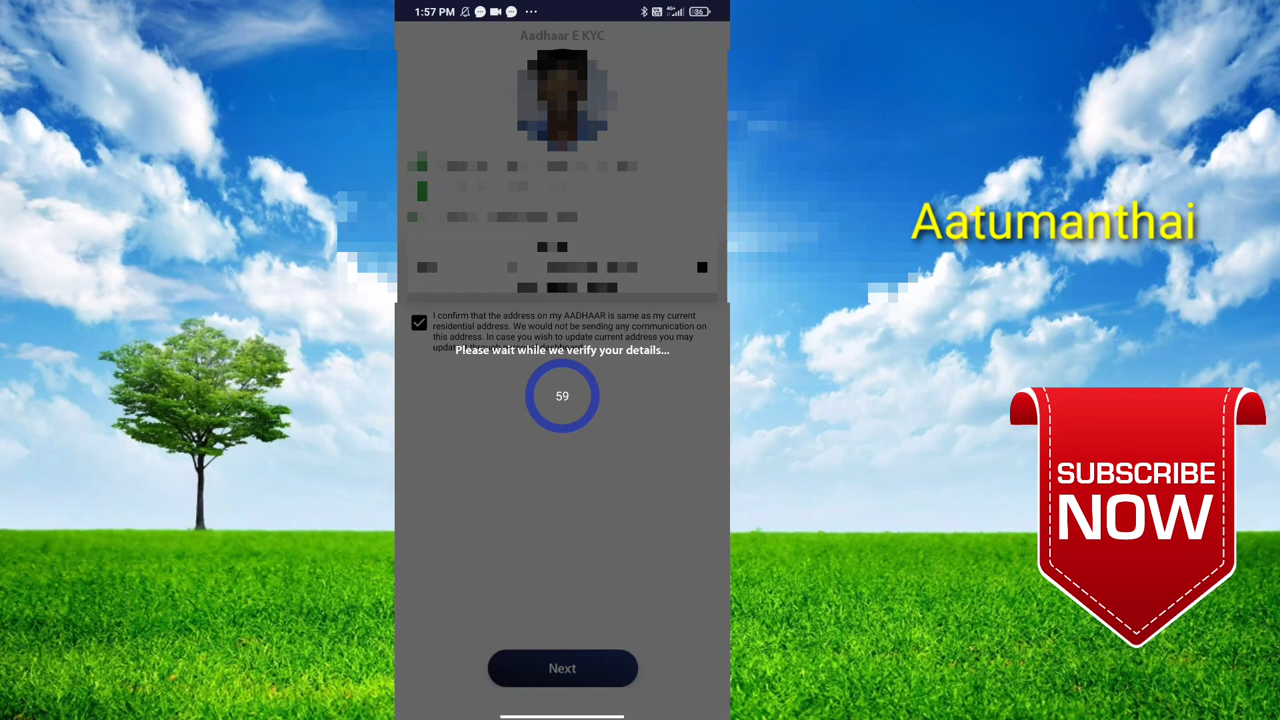 1:57 PM
4G+
36
Aadhaar E KYC
I confirm that the address on my AADHAAR is same as my current
residential address. We would not be sending any communication on
this address. In case you wish to update current address you may
Please wait while we verify your details...
59
Next
Aatumanthai
SUBSCRIBE
NOW